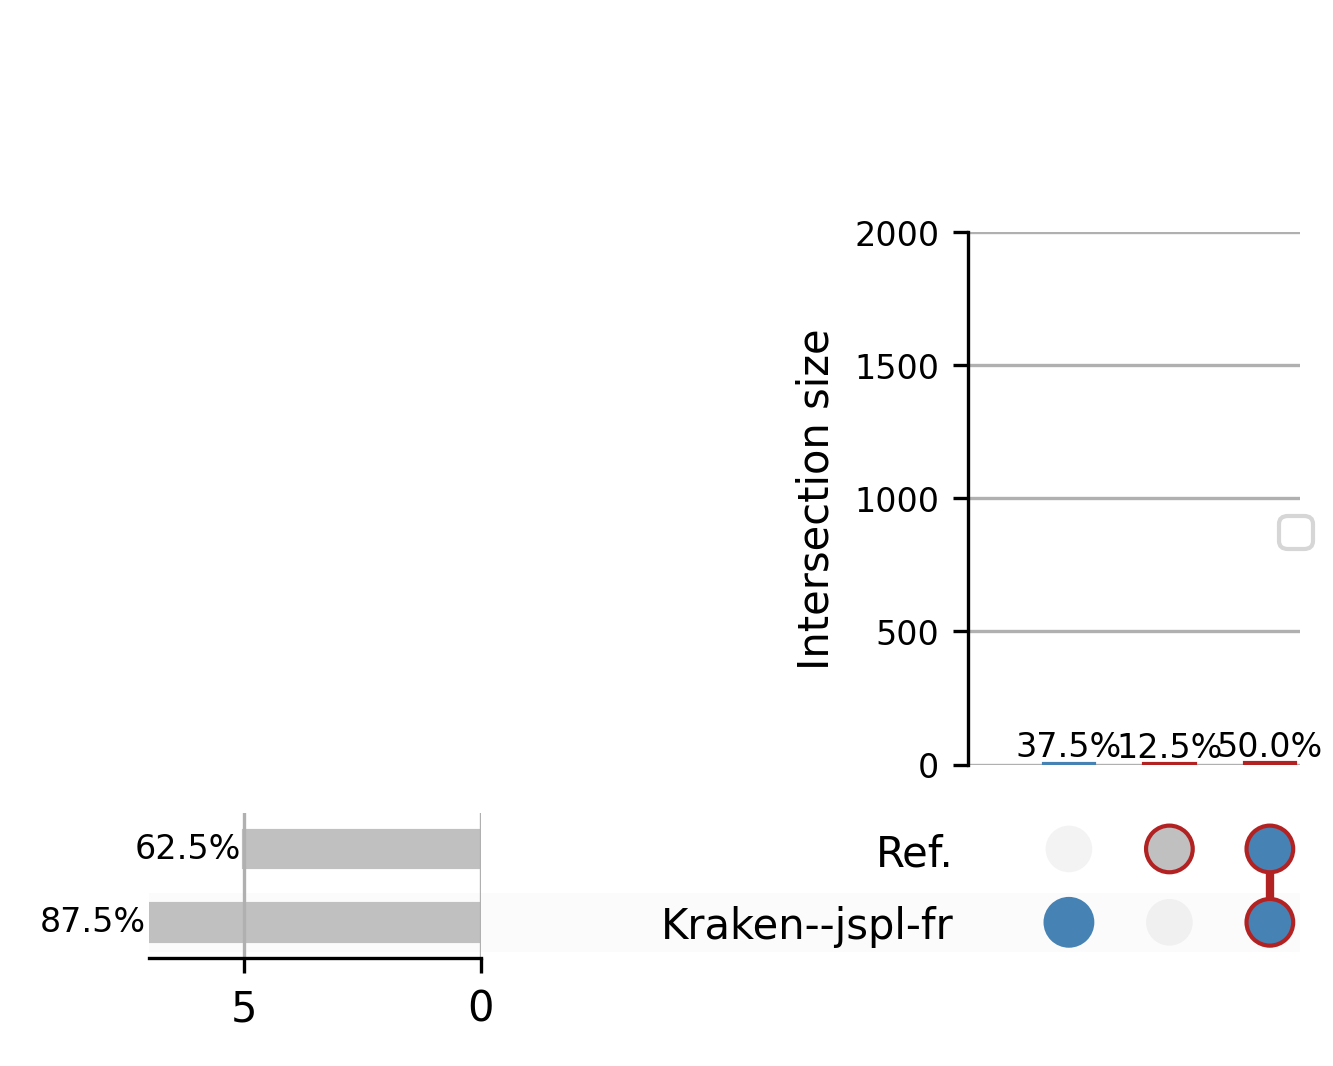 2000
1500
1000
500
0
Intersection size
37.5% 12.5% 50.0%
62.5%
Ref.
87.5%
Kraken--jspl-fr
5 0